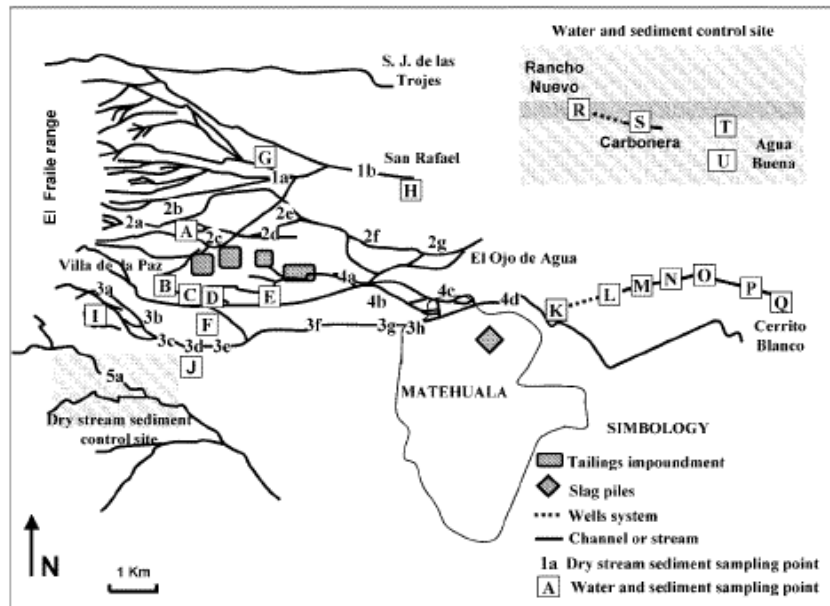 Water and sediment control site
S. J. de las
Trojes
Rancho
Nuevo
R
S
T
Carbonera
U
Agua
Buena
El Fraile range
G
San Rafael
1a
1b
H
2b
2a
A
2c
2e
2d
2f
2g
El Ojo de Agua
Villa de la Paz
B
C
D
E
4a
4b
4c
4d
3a
I
3b
F
3c
3d
3e
3f
3g
3h
J
K
L
M
N
O
P
Q
Cerrito
Blanco
5a
Dry stream sediment
control site
MATEHUALA
SIMBOLOGY
Tailings impoundment
Slag piles
Wells system
Channel or stream
1a Dry stream sediment sampling point
A Water and sediment sampling point
N
1 Km